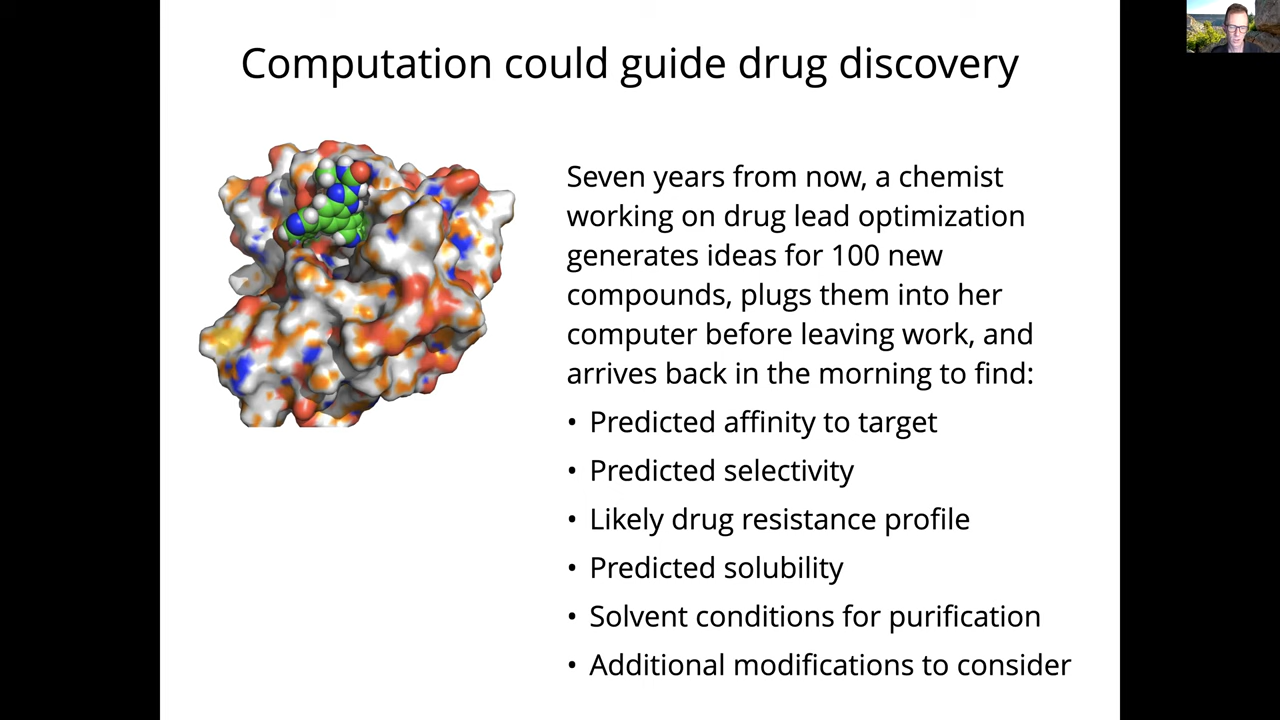 Computation could guide drug discovery
Seven years from now, a chemist
working on drug lead optimization
generates ideas for 100 new
compounds, plugs them into her
computer before leaving work, and
arrives back in the morning to find:
• Predicted affinity to target
• Predicted selectivity
• Likely drug resistance profile
• Predicted solubility
• Solvent conditions for purification
• Additional modifications to consider